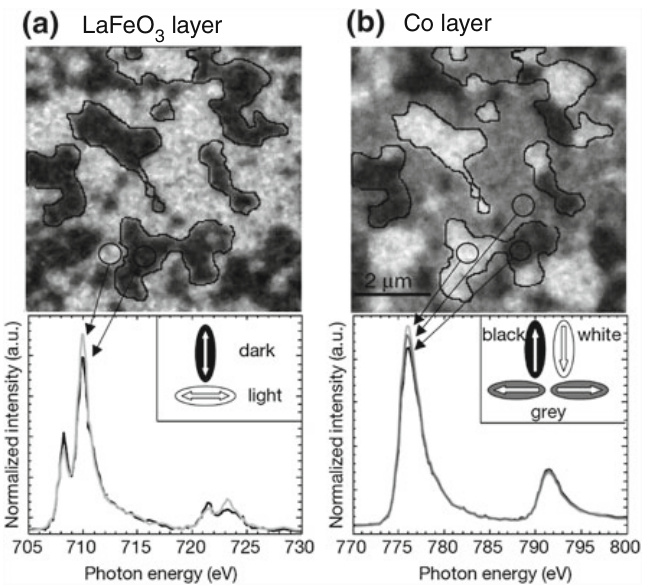 (a) LaFeO3 layer
(b) Co layer
2 μm
Normalized intensity (a.u.)
dark
light
705 710 715 720 725 730
Photon energy (eV)
Normalized intensity (a.u.)
black
white
grey
770 775 780 785 790 795 800
Photon energy (eV)